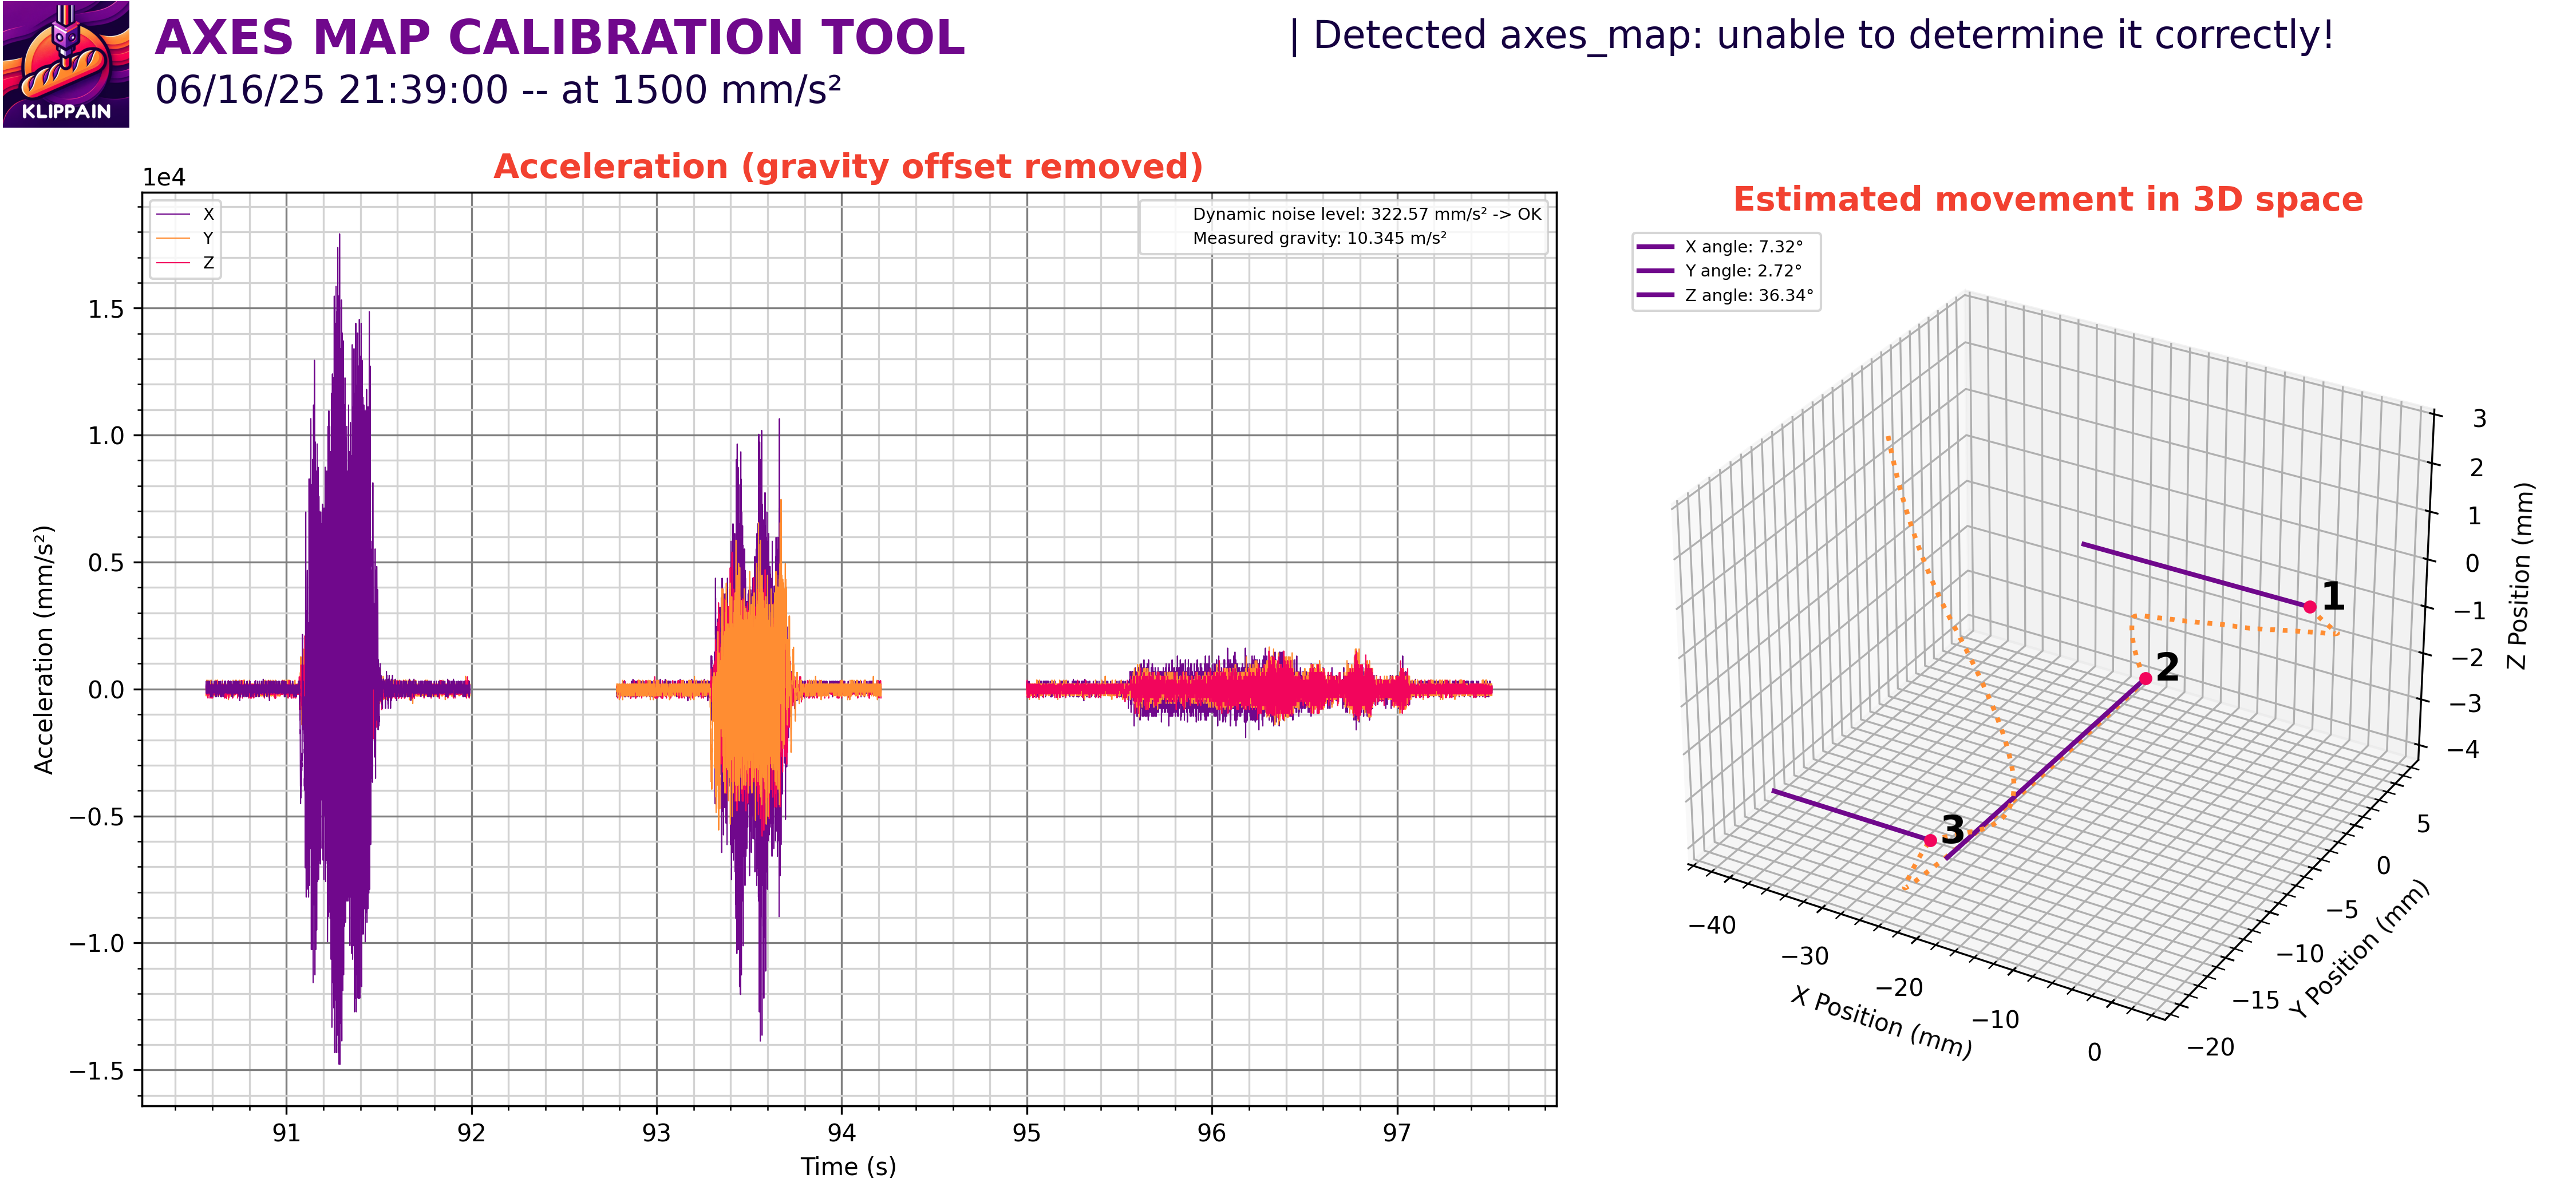 KLIPPAIN
AXES MAP CALIBRATION TOOL
06/16/25 21:39:00 -- at 1500 mm/s²
| Detected axes_map: unable to determine it correctly!
Acceleration (gravity offset removed)
1e4
X
Y
Z
Dynamic noise level: 322.57 mm/s² -> OK
Measured gravity: 10.345 m/s²
1.5
1.0
0.5
0.0
−0.5
−1.0
−1.5
Acceleration (mm/s²)
91
92
93
94
95
96
97
Time (s)
Estimated movement in 3D space
X angle: 7.32°
Y angle: 2.72°
Z angle: 36.34°
1
2
3
3
2
1
0
−1
−2
−3
−4
Z Position (mm)
5
0
−5
−10
−15
−20
Y Position (mm)
−40
−30
−20
−10
0
X Position (mm)